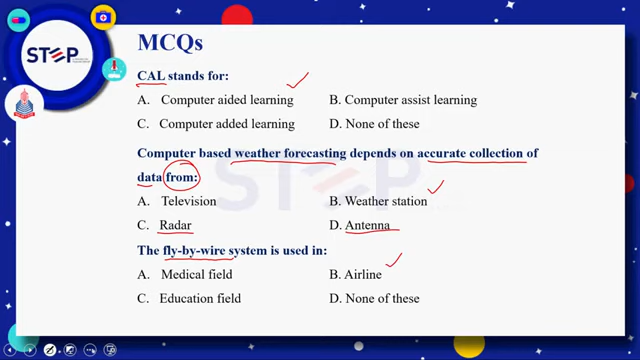 STEP
MCQs
CAL stands for:
A. Computer aided learning B. Computer assist learning
C. Computer added learning D. None of these
Computer based weather forecasting depends on accurate collection of
data from:
A. Television B. Weather station
C. Radar D. Antenna
The fly-by-wire system is used in:
A. Medical field B. Airline
C. Education field D. None of these
STEP